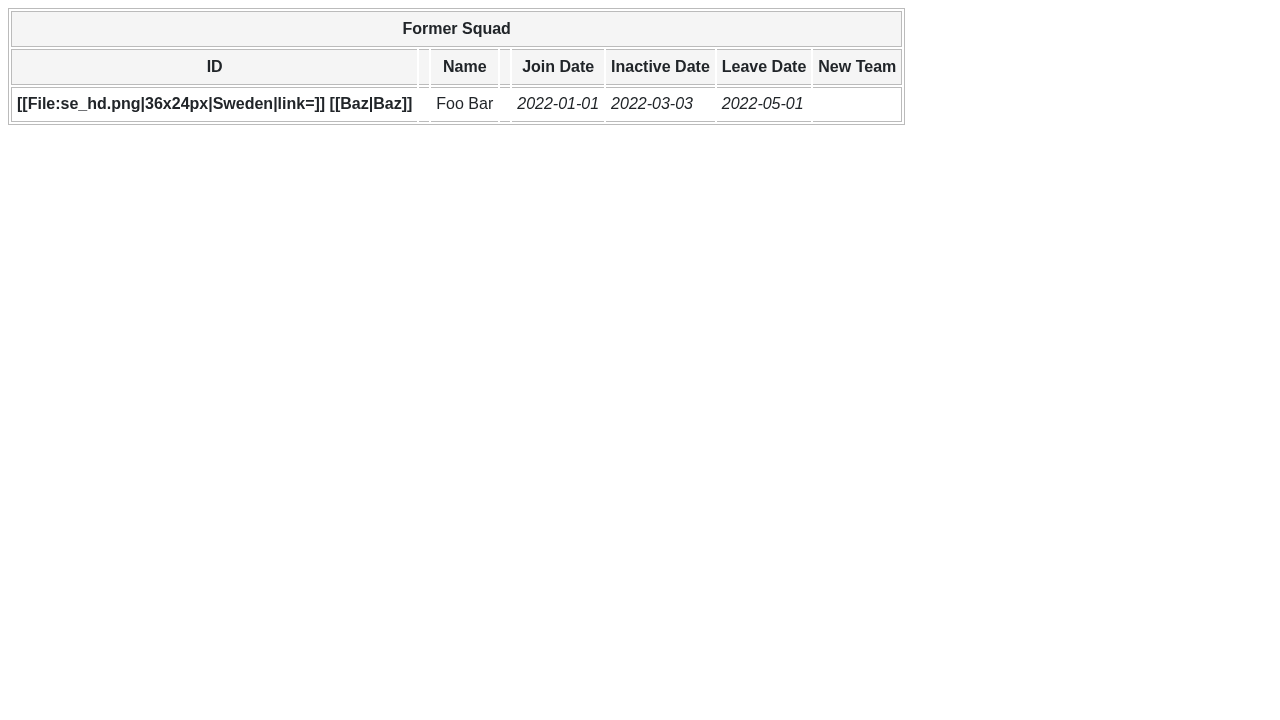 Former Squad
ID Name Join Date Inactive Date Leave Date New Team
[[File:se_hd.png|36x24px|Sweden|link=]] [[Baz|Baz]] Foo Bar 2022-01-01 2022-03-03 2022-05-01